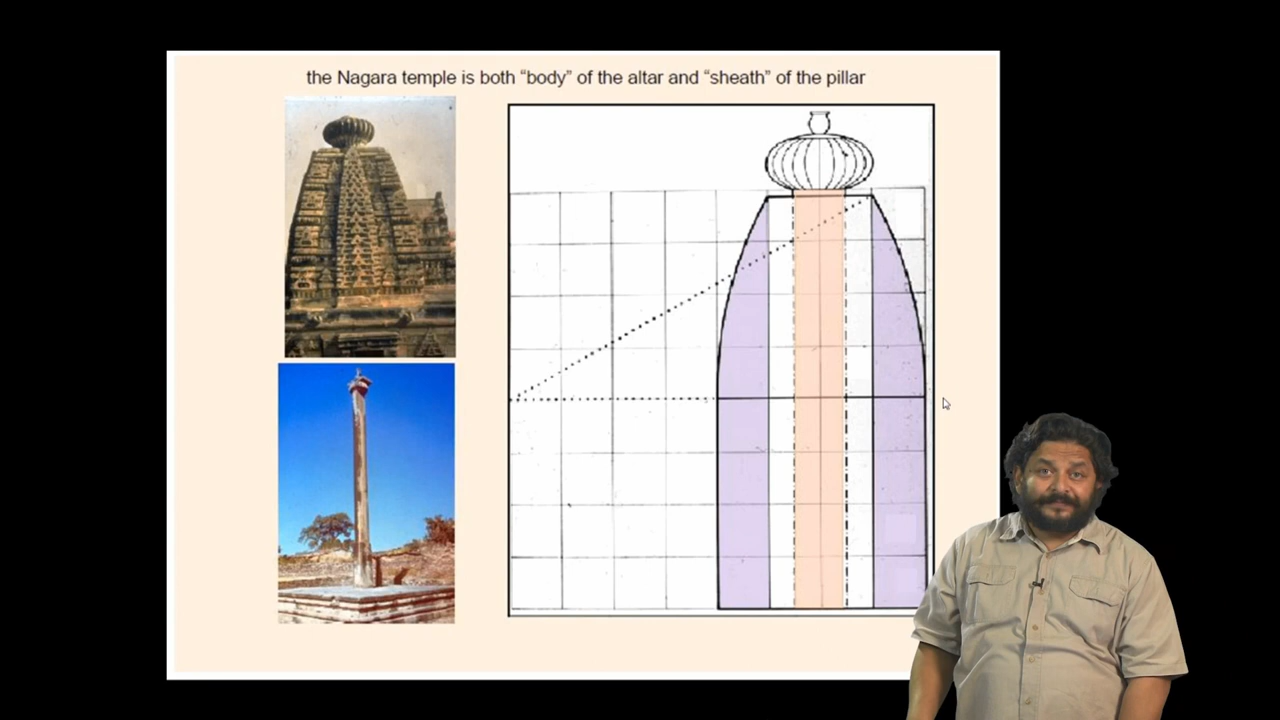 the Nagara temple is both “body” of the altar and “sheath” of the pillar